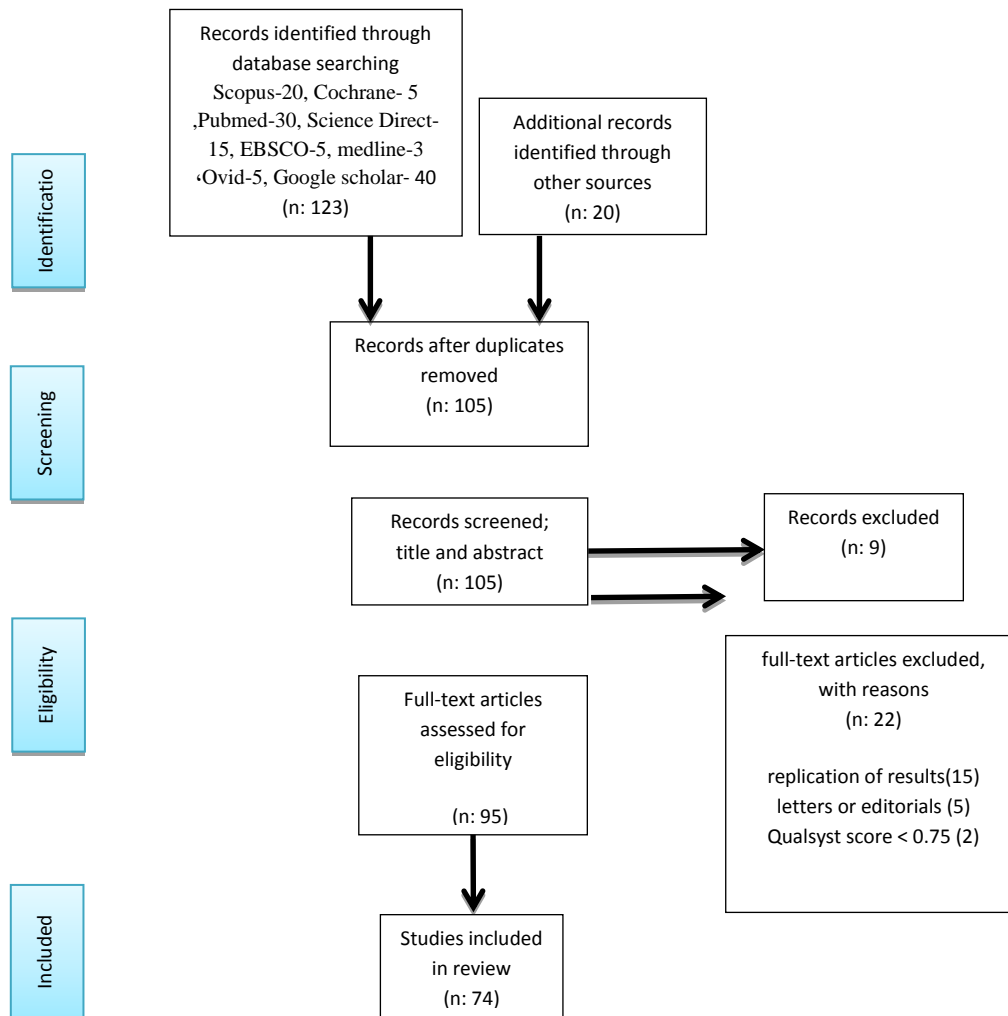 Records identified through
database searching
Scopus-20, Cochrane- 5
,Pubmed-30, Science Direct-
15, EBSCO-5, medline-3
،Ovid-5, Google scholar- 40
(n: 123)
Additional records
identified through
other sources
(n: 20)
Identificatio
Records after duplicates
removed
(n: 105)
Screening
Records screened;
title and abstract
(n: 105)
Records excluded
(n: 9)
Eligibility
Full-text articles
assessed for
eligibility
(n: 95)
full-text articles excluded,
with reasons
(n: 22)
replication of results(15)
letters or editorials (5)
Qualsyst score < 0.75 (2)
Included
Studies included
in review
(n: 74)